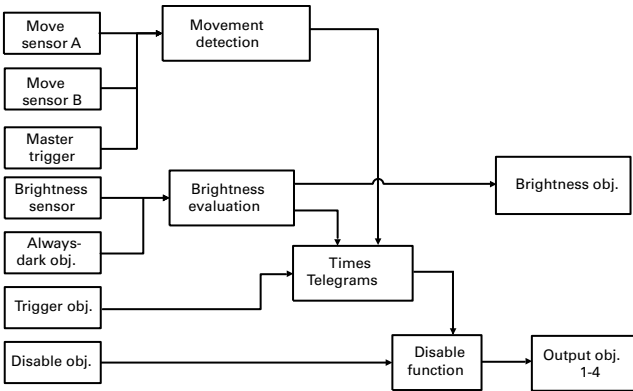 Move
sensor A
Movement
detection
Move
sensor B
Master
trigger
Brightness
sensor
Brightness
evaluation
Brightness obj.
Always-
dark obj.
Times
Telegrams
Trigger obj.
Disable obj.
Disable
function
Output obj.
1-4